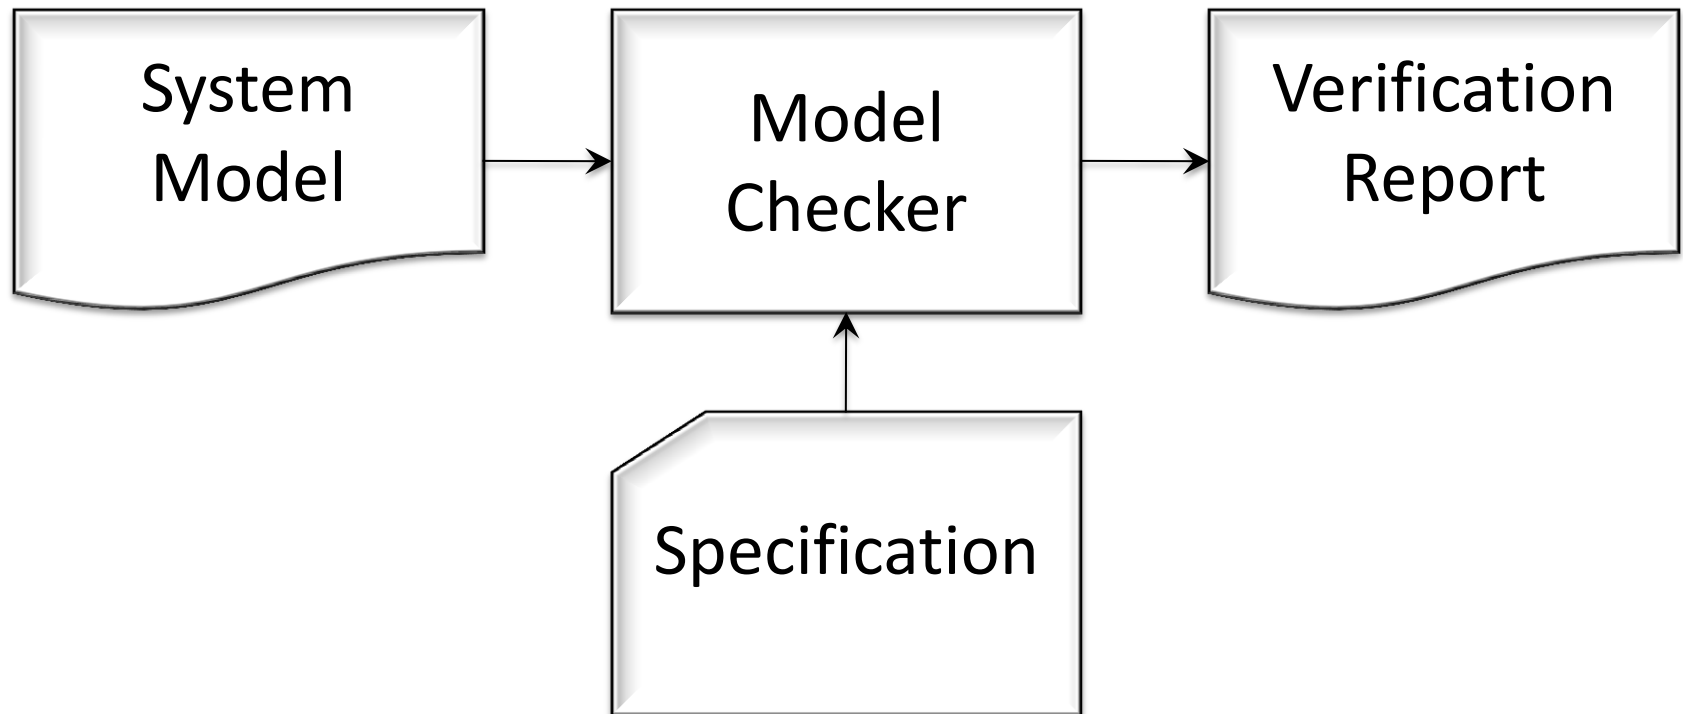 System
Model
Model
Checker
Verification
Report
Specification